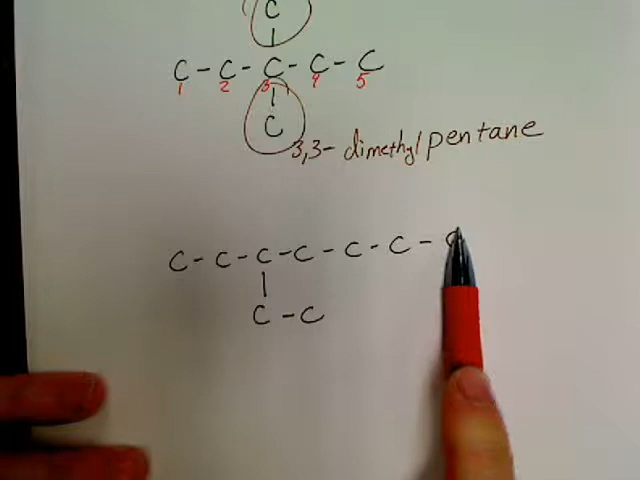 C
C - C - C - C - C
1 2 3 4 5
C
3,3- dimethylpentane
C - C - C - C - C - C - C
C - C